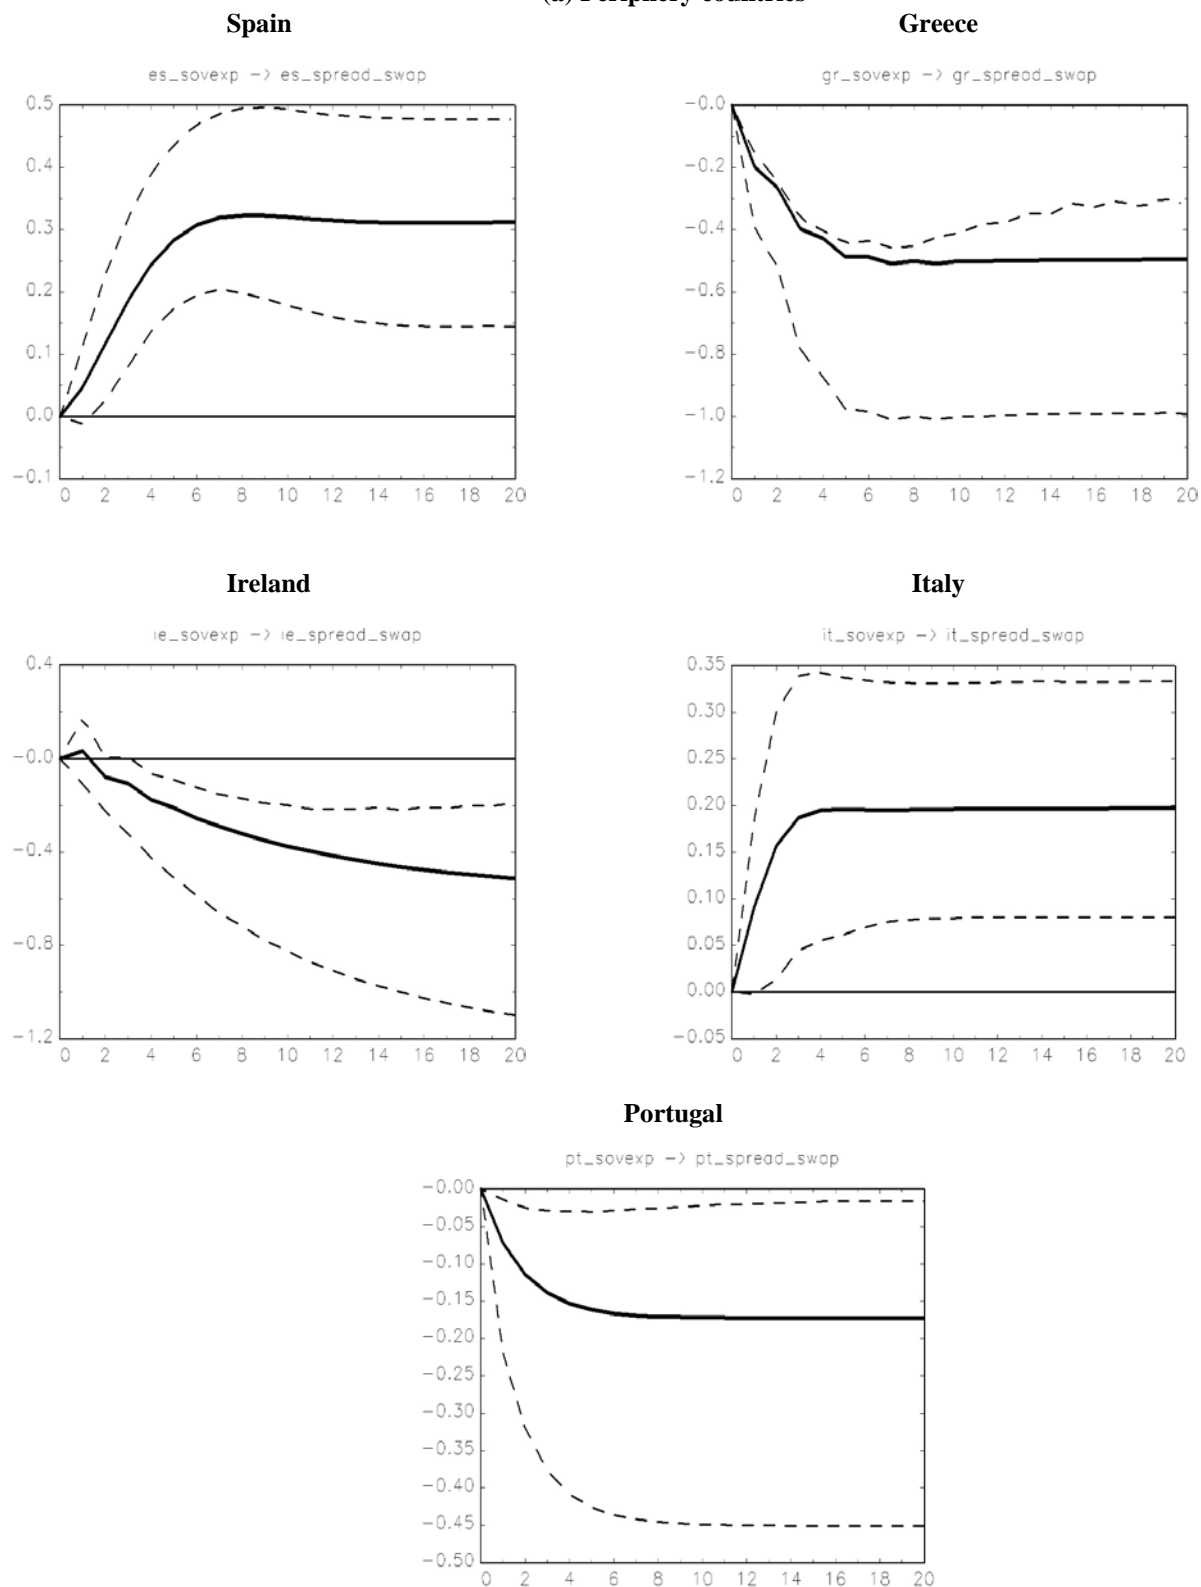 (a) Periphery countries
Spain
Greece
es_sovexp -> es_spread_swap
gr_sovexp -> gr_spread_swap
0.5
0.4
0.3
0.2
0.1
0.0
-0.1
0 2 4 6 8 10 12 14 16 18 20
-0.0
-0.2
-0.4
-0.6
-0.8
-1.0
-1.2
0 2 4 6 8 10 12 14 16 18 20
Ireland
Italy
ie_sovexp -> ie_spread_swap
it_sovexp -> it_spread_swap
0.4
-0.0
-0.4
-0.8
-1.2
0 2 4 6 8 10 12 14 16 18 20
0.35
0.30
0.25
0.20
0.15
0.10
0.05
0.00
-0.05
0 2 4 6 8 10 12 14 16 18 20
Portugal
pt_sovexp -> pt_spread_swap
-0.00
-0.05
-0.10
-0.15
-0.20
-0.25
-0.30
-0.35
-0.40
-0.45
-0.50
0 2 4 6 8 10 12 14 16 18 20